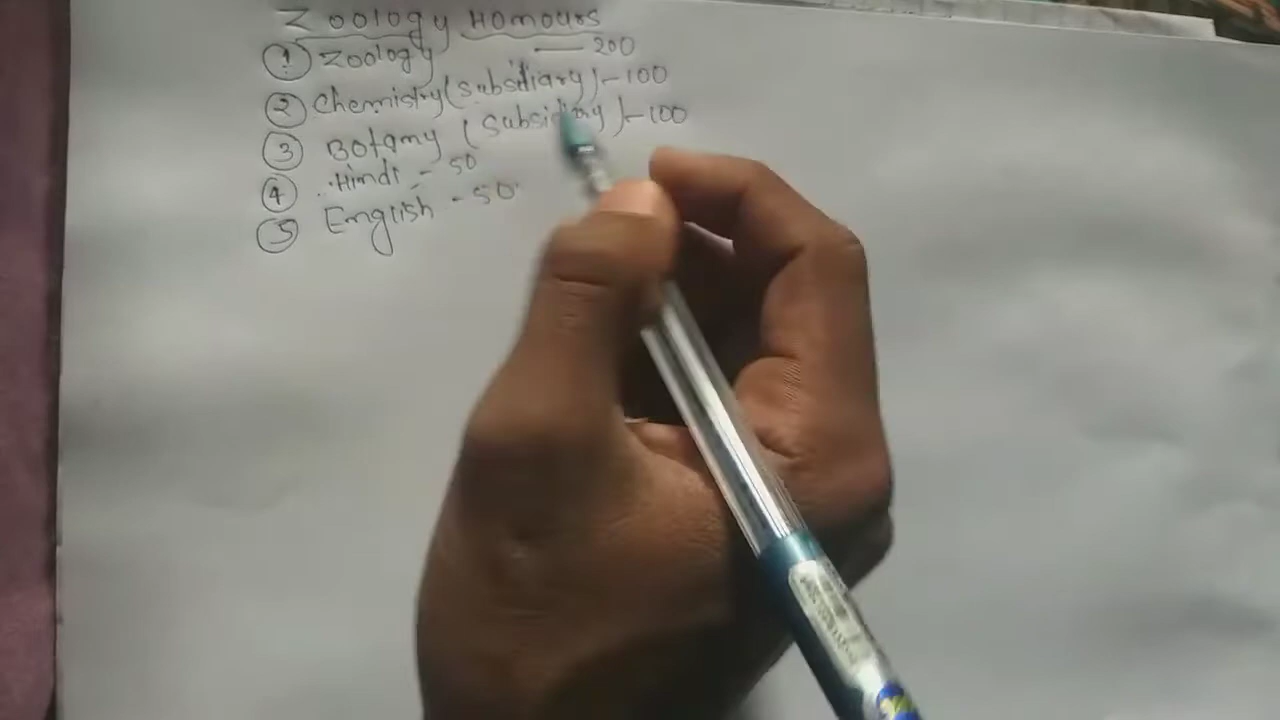 Zoology Honours
① Zoology — 200
② Chemistry (Subsidiary) - 100
③ Botany (Subsidiary) - 100
④ Hindi - 50
⑤ English - 50